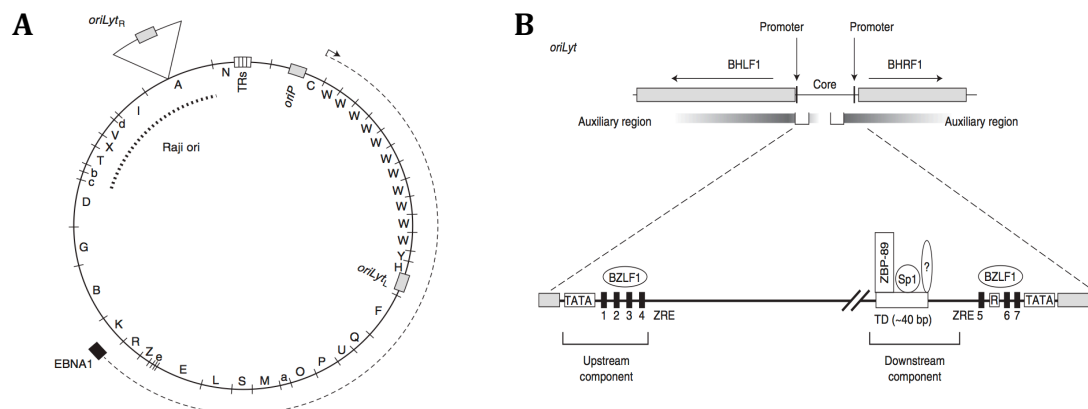 A
oriLytR
A
N
TRs
oriP
C
W
W
W
W
W
W
W
W
W
W
W
W
Y
H
oriLytL
F
Q
U
P
O
a
M
S
L
E
e
Z
R
K
EBNA1
B
G
D
c
b
T
X
V
d
I
Raji ori
B
Promoter Promoter
oriLyt
BHLF1 Core BHRF1
Auxiliary region Auxiliary region
ZBP-89
Sp1
?
BZLF1 BZLF1
TATA R TATA
1 2 3 4 ZRE TD (~40 bp) ZRE 5 6 7
Upstream Downstream
component component